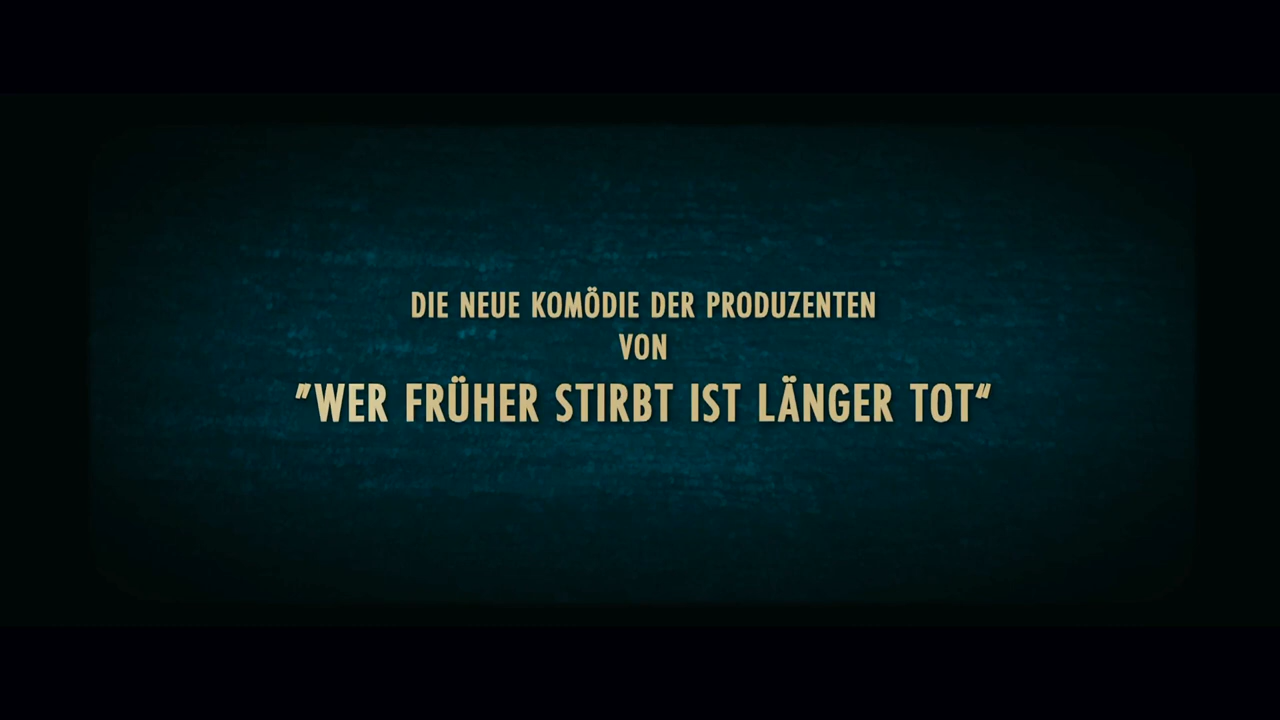 DIE NEUE KOMÖDIE DER PRODUZENTEN
VON
"WER FRÜHER STIRBT IST LÄNGER TOT“